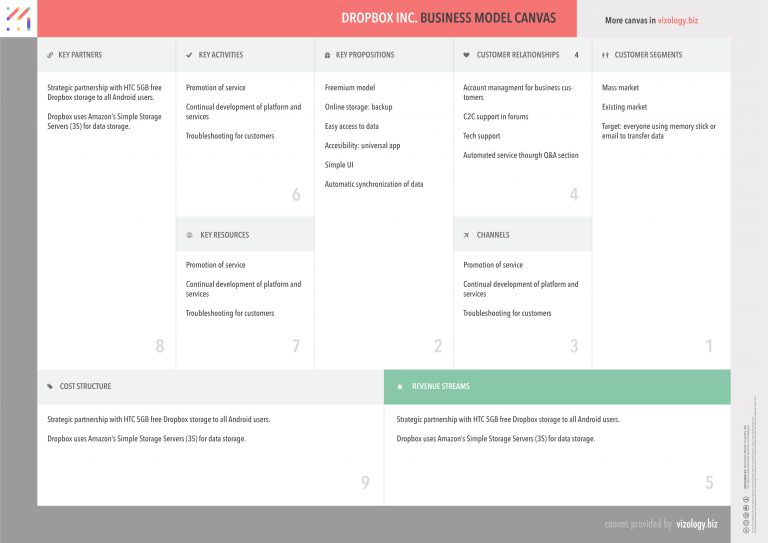 DROPBOX INC. BUSINESS MODEL CANVAS
More canvas in vizology.biz
KEY PARTNERS
Strategic partnership with HTC 5GB free
Dropbox storage to all Android users.
Dropbox uses Amazon's Simple Storage
Servers (3S) for data storage.
8
KEY ACTIVITIES
Promotion of service
Continual development of platform and
services
Troubleshooting for customers
6
KEY RESOURCES
Promotion of service
Continual development of platform and
services
Troubleshooting for customers
7
KEY PROPOSITIONS
Freemium model
Online storage: backup
Easy access to data
Accesibility: universal app
Simple UI
Automatic synchronization of data
2
CUSTOMER RELATIONSHIPS 4
Account managment for business cus-
tomers
C2C support in forums
Tech support
Automated service thourgh Q&A section
4
CHANNELS
Promotion of service
Continual development of platform and
services
Troubleshooting for customers
3
CUSTOMER SEGMENTS
Mass market
Existing market
Target: everyone using memory stick or
email to transfer data
1
COST STRUCTURE
Strategic partnership with HTC 5GB free Dropbox storage to all Android users.
Dropbox uses Amazon's Simple Storage Servers (3S) for data storage.
9
REVENUE STREAMS
Strategic partnership with HTC 5GB free Dropbox storage to all Android users.
Dropbox uses Amazon's Simple Storage Servers (3S) for data storage.
5
canvas provided by vizology.biz